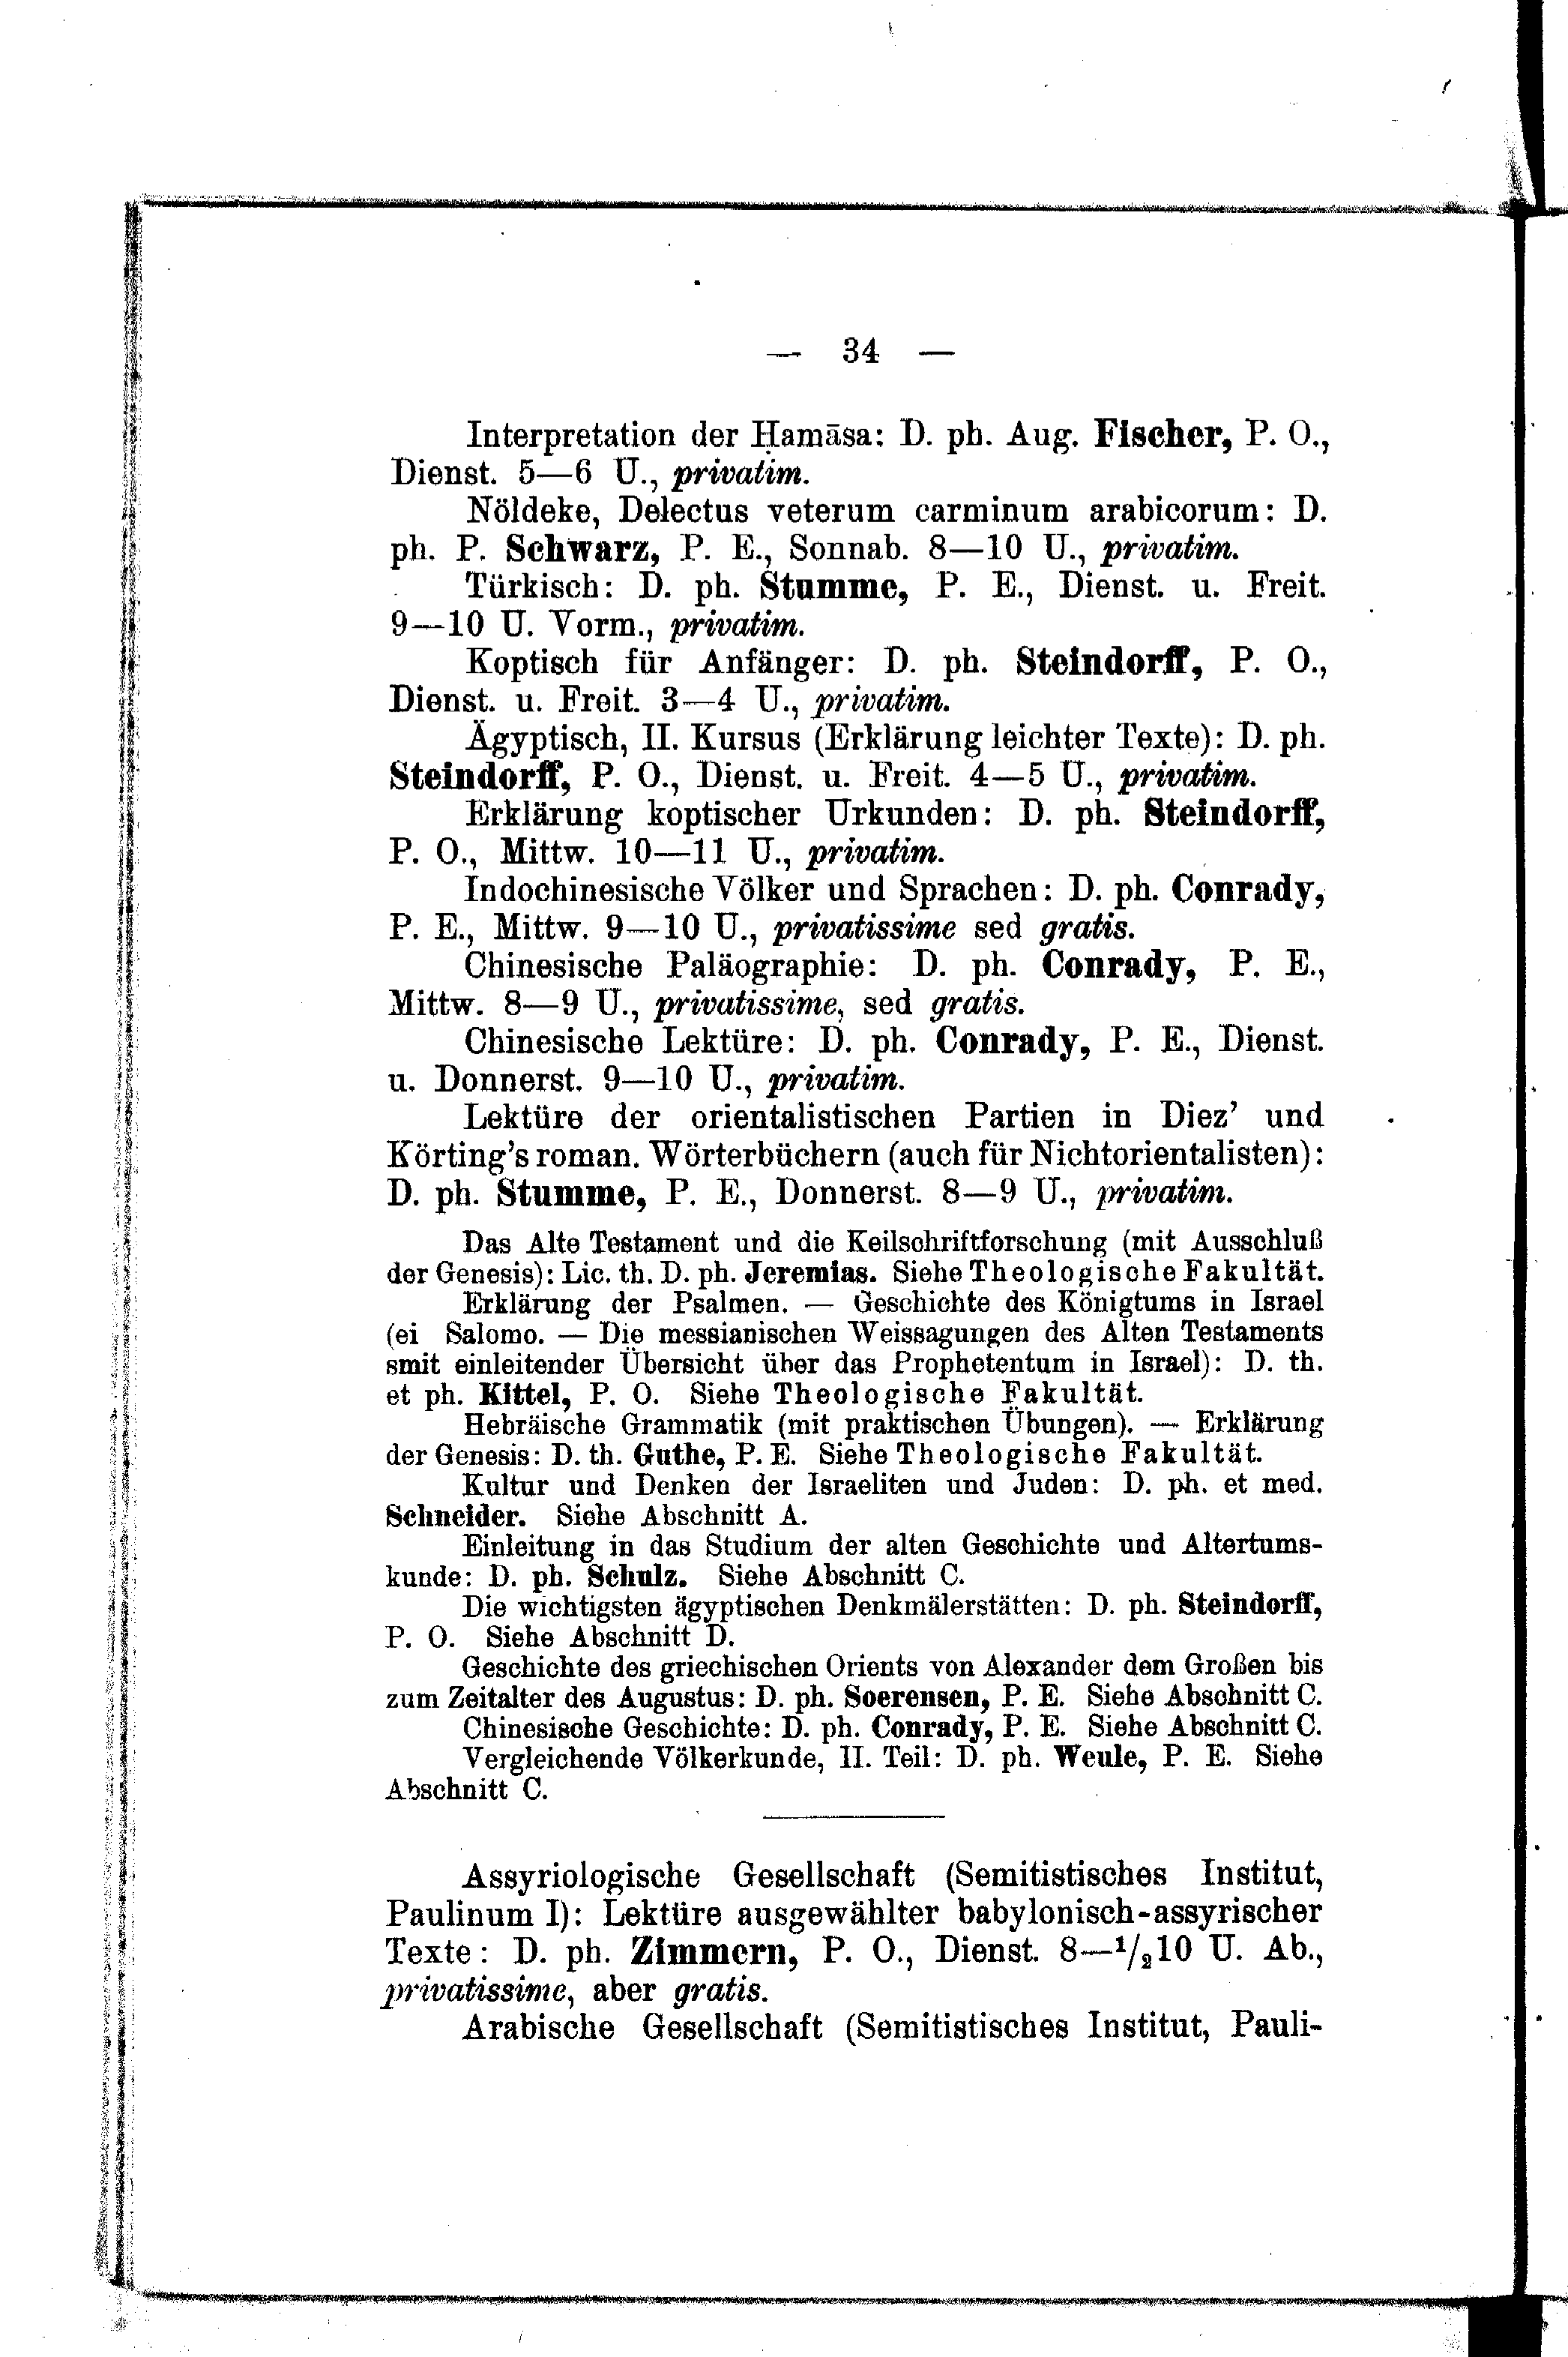 — 34 —
Interpretation der Ḥamāsa: D. ph. Aug. Fischer, P. O.,
Dienst. 5—6 U., privatim.
Nöldeke, Delectus veterum carminum arabicorum: D.
ph. P. Schwarz, P. E., Sonnab. 8—10 U., privatim.
Türkisch: D. ph. Stumme, P. E., Dienst. u. Freit.
9—10 U. Vorm., privatim.
Koptisch für Anfänger: D. ph. Steindorff, P. O.,
Dienst. u. Freit. 3—4 U., privatim.
Ägyptisch, II. Kursus (Erklärung leichter Texte): D. ph.
Steindorff, P. O., Dienst. u. Freit. 4—5 U., privatim.
Erklärung koptischer Urkunden: D. ph. Steindorff,
P. O., Mittw. 10—11 U., privatim.
Indochinesische Völker und Sprachen: D. ph. Conrady,
P. E., Mittw. 9—10 U., privatissime sed gratis.
Chinesische Paläographie: D. ph. Conrady, P. E.,
Mittw. 8—9 U., privatissime, sed gratis.
Chinesische Lektüre: D. ph. Conrady, P. E., Dienst.
u. Donnerst. 9—10 U., privatim.
Lektüre der orientalistischen Partien in Diez’ und
Körting’s roman. Wörterbüchern (auch für Nichtorientalisten):
D. ph. Stumme, P. E., Donnerst. 8—9 U., privatim.
Das Alte Testament und die Keilschriftforschung (mit Ausschluß
der Genesis): Lic. th. D. ph. Jeremias. Siehe Theologische Fakultät.
Erklärung der Psalmen. — Geschichte des Königtums in Israel
(ei Salomo. — Die messianischen Weissagungen des Alten Testaments
smit einleitender Übersicht über das Prophetentum in Israel): D. th.
et ph. Kittel, P. O. Siehe Theologische Fakultät.
Hebräische Grammatik (mit praktischen Übungen). — Erklärung
der Genesis: D. th. Guthe, P. E. Siehe Theologische Fakultät.
Kultur und Denken der Israeliten und Juden: D. ph. et med.
Schneider. Siehe Abschnitt A.
Einleitung in das Studium der alten Geschichte und Altertums-
kunde: D. ph. Schulz. Siehe Abschnitt C.
Die wichtigsten ägyptischen Denkmälerstätten: D. ph. Steindorff,
P. O. Siehe Abschnitt D.
Geschichte des griechischen Orients von Alexander dem Großen bis
zum Zeitalter des Augustus: D. ph. Soerensen, P. E. Siehe Abschnitt C.
Chinesische Geschichte: D. ph. Conrady, P. E. Siehe Abschnitt C.
Vergleichende Völkerkunde, II. Teil: D. ph. Weule, P. E. Siehe
Abschnitt C.
Assyriologische Gesellschaft (Semitistisches Institut,
Paulinum I): Lektüre ausgewählter babylonisch-assyrischer
Texte: D. ph. Zimmern, P. O., Dienst. 8—1/210 U. Ab.,
privatissime, aber gratis.
Arabische Gesellschaft (Semitistisches Institut, Pauli-